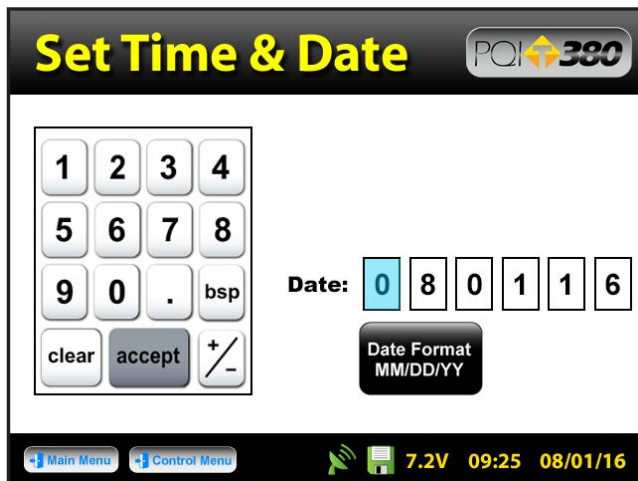 Set Time & Date PQI T 380
1 2 3 4
5 6 7 8
9 0 . bsp
clear accept +/-
Date: 0 8 0 1 1 6
Date Format
MM/DD/YY
Main Menu Control Menu 7.2V 09:25 08/01/16